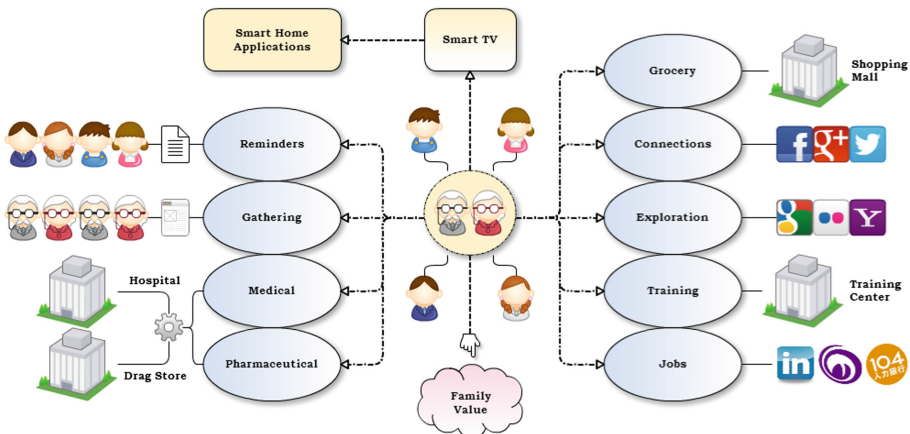 Smart Home
Applications
Smart TV
Grocery
Shopping
Mall
Reminders
Connections
f
g+
Gathering
Exploration
g
Y
Hospital
Medical
Training
Training
Center
Drag Store
Pharmaceutical
Jobs
in
104
人力銀行
Family
Value